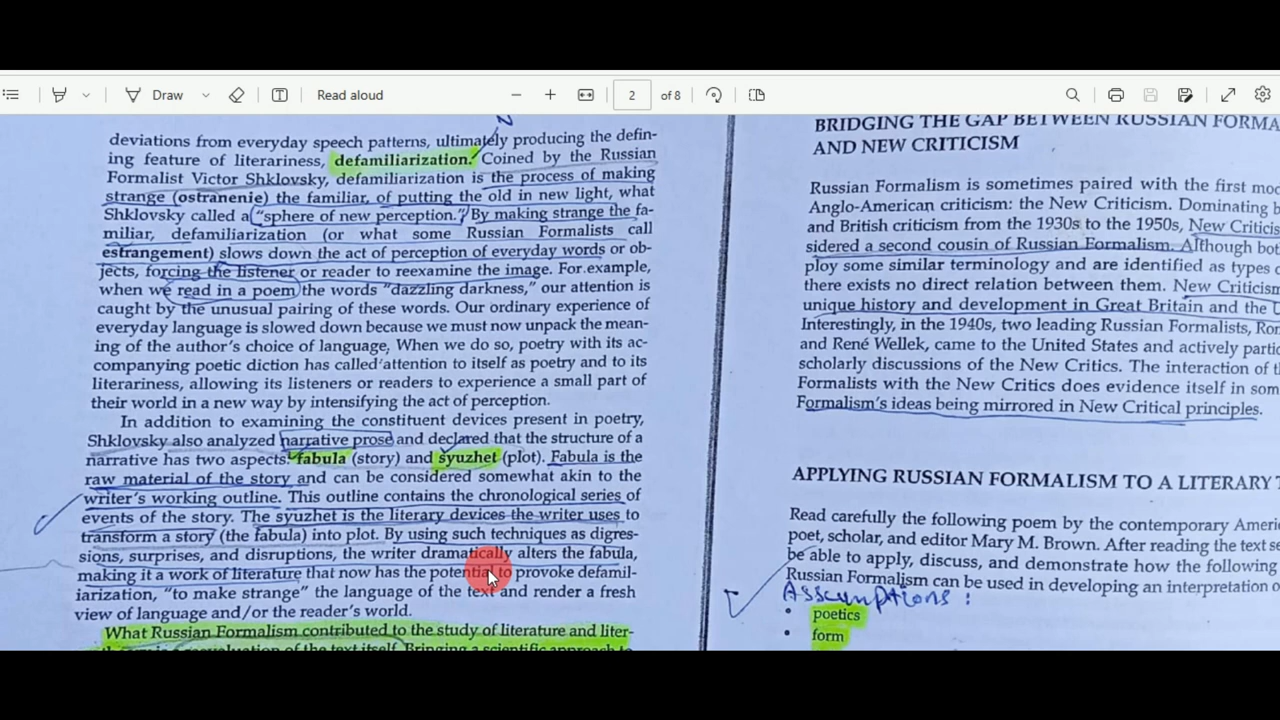 Draw
Read aloud
2
of 8
deviations from everyday speech patterns, ultimately producing the defin-
ing feature of literariness, defamiliarization. Coined by the Russian
Formalist Victor Shklovsky, defamiliarization is the process of making
strange (ostranenie) the familiar, of putting the old in new light, what
Shklovsky called a "sphere of new perception." By making strange the fa-
miliar, defamiliarization (or what some Russian Formalists call
estrangement) slows down the act of perception of everyday words or ob-
jects, forcing the listener or reader to reexamine the image. For example,
when we read in a poem the words "dazzling darkness," our attention is
caught by the unusual pairing of these words. Our ordinary experience of
everyday language is slowed down because we must now unpack the mean-
ing of the author's choice of language. When we do so, poetry with its ac-
companying poetic diction has called attention to itself as poetry and to its
literariness, allowing its listeners or readers to experience a small part of
their world in a new way by intensifying the act of perception.
In addition to examining the constituent devices present in poetry,
Shklovsky also analyzed narrative prose and declared that the structure of a
narrative has two aspects: fabula (story) and syuzhet (plot). Fabula is the
raw material of the story and can be considered somewhat akin to the
writer's working outline. This outline contains the chronological series of
events of the story. The syuzhet is the literary devices the writer uses to
transform a story (the fabula) into plot. By using such techniques as digres-
sions, surprises, and disruptions, the writer dramatically alters the fabula,
making it a work of literature that now has the potential to provoke defamil-
iarization, "to make strange" the language of the text and render a fresh
view of language and/or the reader's world.
What Russian Formalism contributed to the study of literature and liter-
reevaluation of the text itself. Bringing a scientific approach to
BRIDGING THE GAP BETWEEN RUSSIAN FORMA
AND NEW CRITICISM
Russian Formalism is sometimes paired with the first mo
Anglo-American criticism: the New Criticism. Dominating b
and British criticism from the 1930s to the 1950s, New Criticis
sidered a second cousin of Russian Formalism. Although bot
ploy some similar terminology and are identified as types o
there exists no direct relation between them. New Criticism
unique history and development in Great Britain and the U
Interestingly, in the 1940s, two leading Russian Formalists, Ror
and René Wellek, came to the United States and actively partic
scholarly discussions of the New Critics. The interaction of t
Formalists with the New Critics does evidence itself in som
Formalism's ideas being mirrored in New Critical principles.
APPLYING RUSSIAN FORMALISM TO A LITERARY T
Read carefully the following poem by the contemporary Ameri
poet, scholar, and editor Mary M. Brown. After reading the text se
be able to apply, discuss, and demonstrate how the following
Russian Formalism can be used in developing an interpretation o
Assumptions:
poetics
form